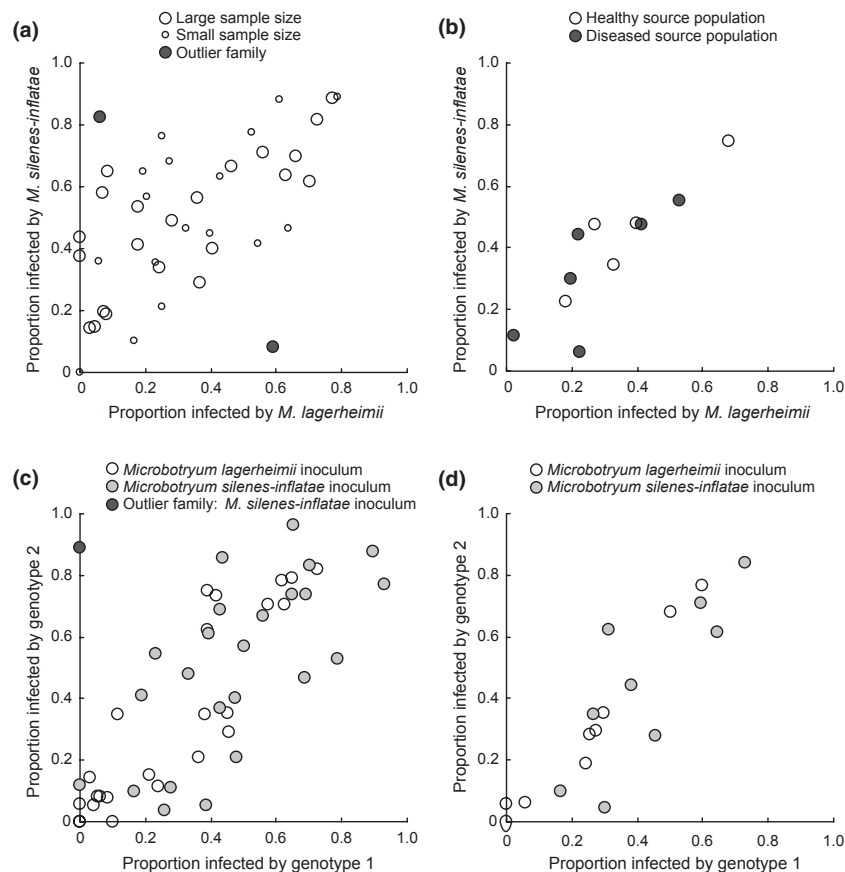 (a)
Large sample size
Small sample size
Outlier family
1.0
0.8
0.6
0.4
0.2
0
0
0.2
0.4
0.6
0.8
1.0
Proportion infected by M. silenes-inflatae
Proportion infected by M. lagerheimii
(b)
Healthy source population
Diseased source population
1.0
0.8
0.6
0.4
0.2
0
0
0.2
0.4
0.6
0.8
1.0
Proportion infected by M. silenes-inflatae
Proportion infected by M. lagerheimii
(c)
Microbotryum lagerheimii inoculum
Microbotryum silenes-inflatae inoculum
Outlier family: M. silenes-inflatae inoculum
1.0
0.8
0.6
0.4
0.2
0
0
0.2
0.4
0.6
0.8
1.0
Proportion infected by genotype 2
Proportion infected by genotype 1
(d)
Microbotryum lagerheimii inoculum
Microbotryum silenes-inflatae inoculum
1.0
0.8
0.6
0.4
0.2
0
0
0.2
0.4
0.6
0.8
1.0
Proportion infected by genotype 2
Proportion infected by genotype 1